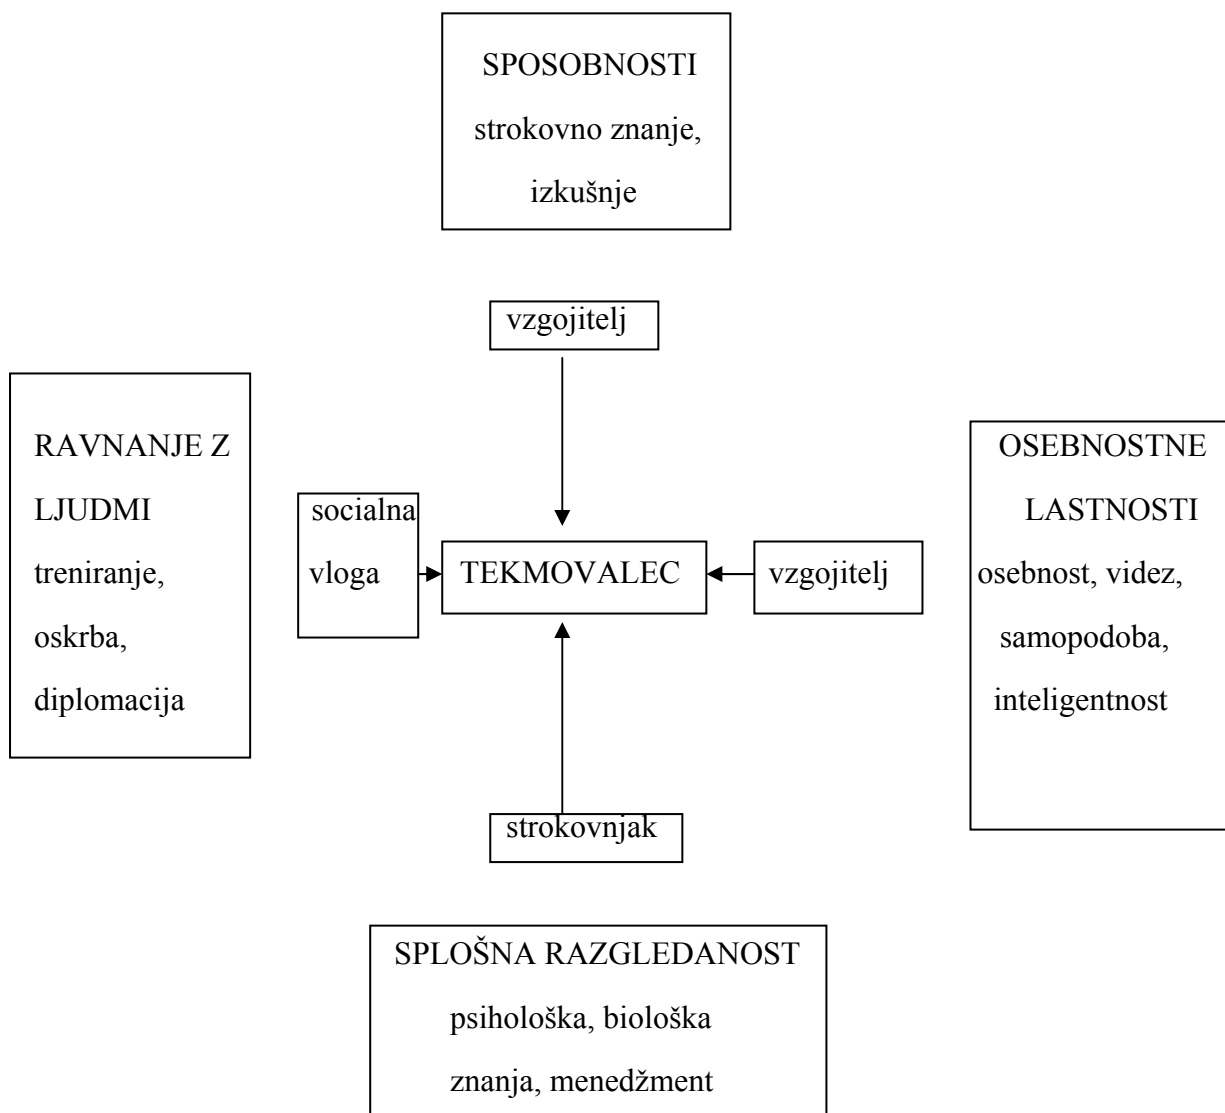 SPOSOBNOSTI
strokovno znanje,
izkušnje
vzgojitelj
RAVNANJE Z
LJUDMI
treniranje,
oskrba,
diplomacija
socialna
vloga
TEKMOVALEC
vzgojitelj
OSEBNOSTNE
LASTNOSTI
osebnost, videz,
samopodoba,
inteligentnost
strokovnjak
SPLOŠNA RAZGLEDANOST
psihološka, biološka
znanja, menedžment